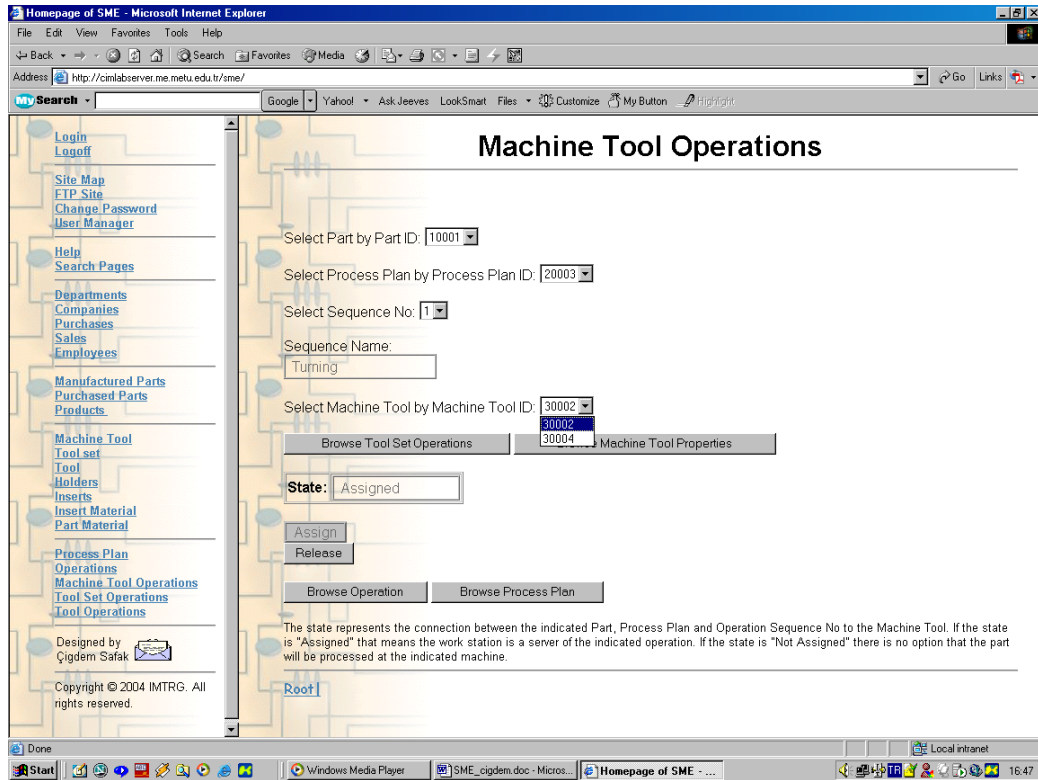 Homepage of SME - Microsoft Internet Explorer
File Edit View Favorites Tools Help
Back Search Favorites Media
Address http://cimlabserver.me.metu.edu.tr/sme/ Go Links
My Search Google Yahoo! Ask Jeeves LookSmart Files Customize My Button Highlight
Login
Logoff
Site Map
FTP Site
Change Password
User Manager
Help
Search Pages
Departments
Companies
Purchases
Sales
Employees
Manufactured Parts
Purchased Parts
Products
Machine Tool
Tool set
Tool
Holders
Inserts
Insert Material
Part Material
Process Plan
Operations
Machine Tool Operations
Tool Set Operations
Tool Operations
Designed by
Çigdem Safak
Copyright © 2004 IMTRG. All
rights reserved.
Machine Tool Operations
Select Part by Part ID: 10001
Select Process Plan by Process Plan ID: 20003
Select Sequence No: 1
Sequence Name:
Turning
Select Machine Tool by Machine Tool ID: 30002
30002
30004
Browse Tool Set Operations Machine Tool Properties
State: Assigned
Assign
Release
Browse Operation Browse Process Plan
The state represents the connection between the indicated Part, Process Plan and Operation Sequence No to the Machine Tool. If the state
is "Assigned" that means the work station is a server of the indicated operation. If the state is "Not Assigned" there is no option that the part
will be processed at the indicated machine.
Root |
Done Local intranet
Start Windows Media Player SME_cigdem.doc - Micros... Homepage of SME - ... TR 16:47